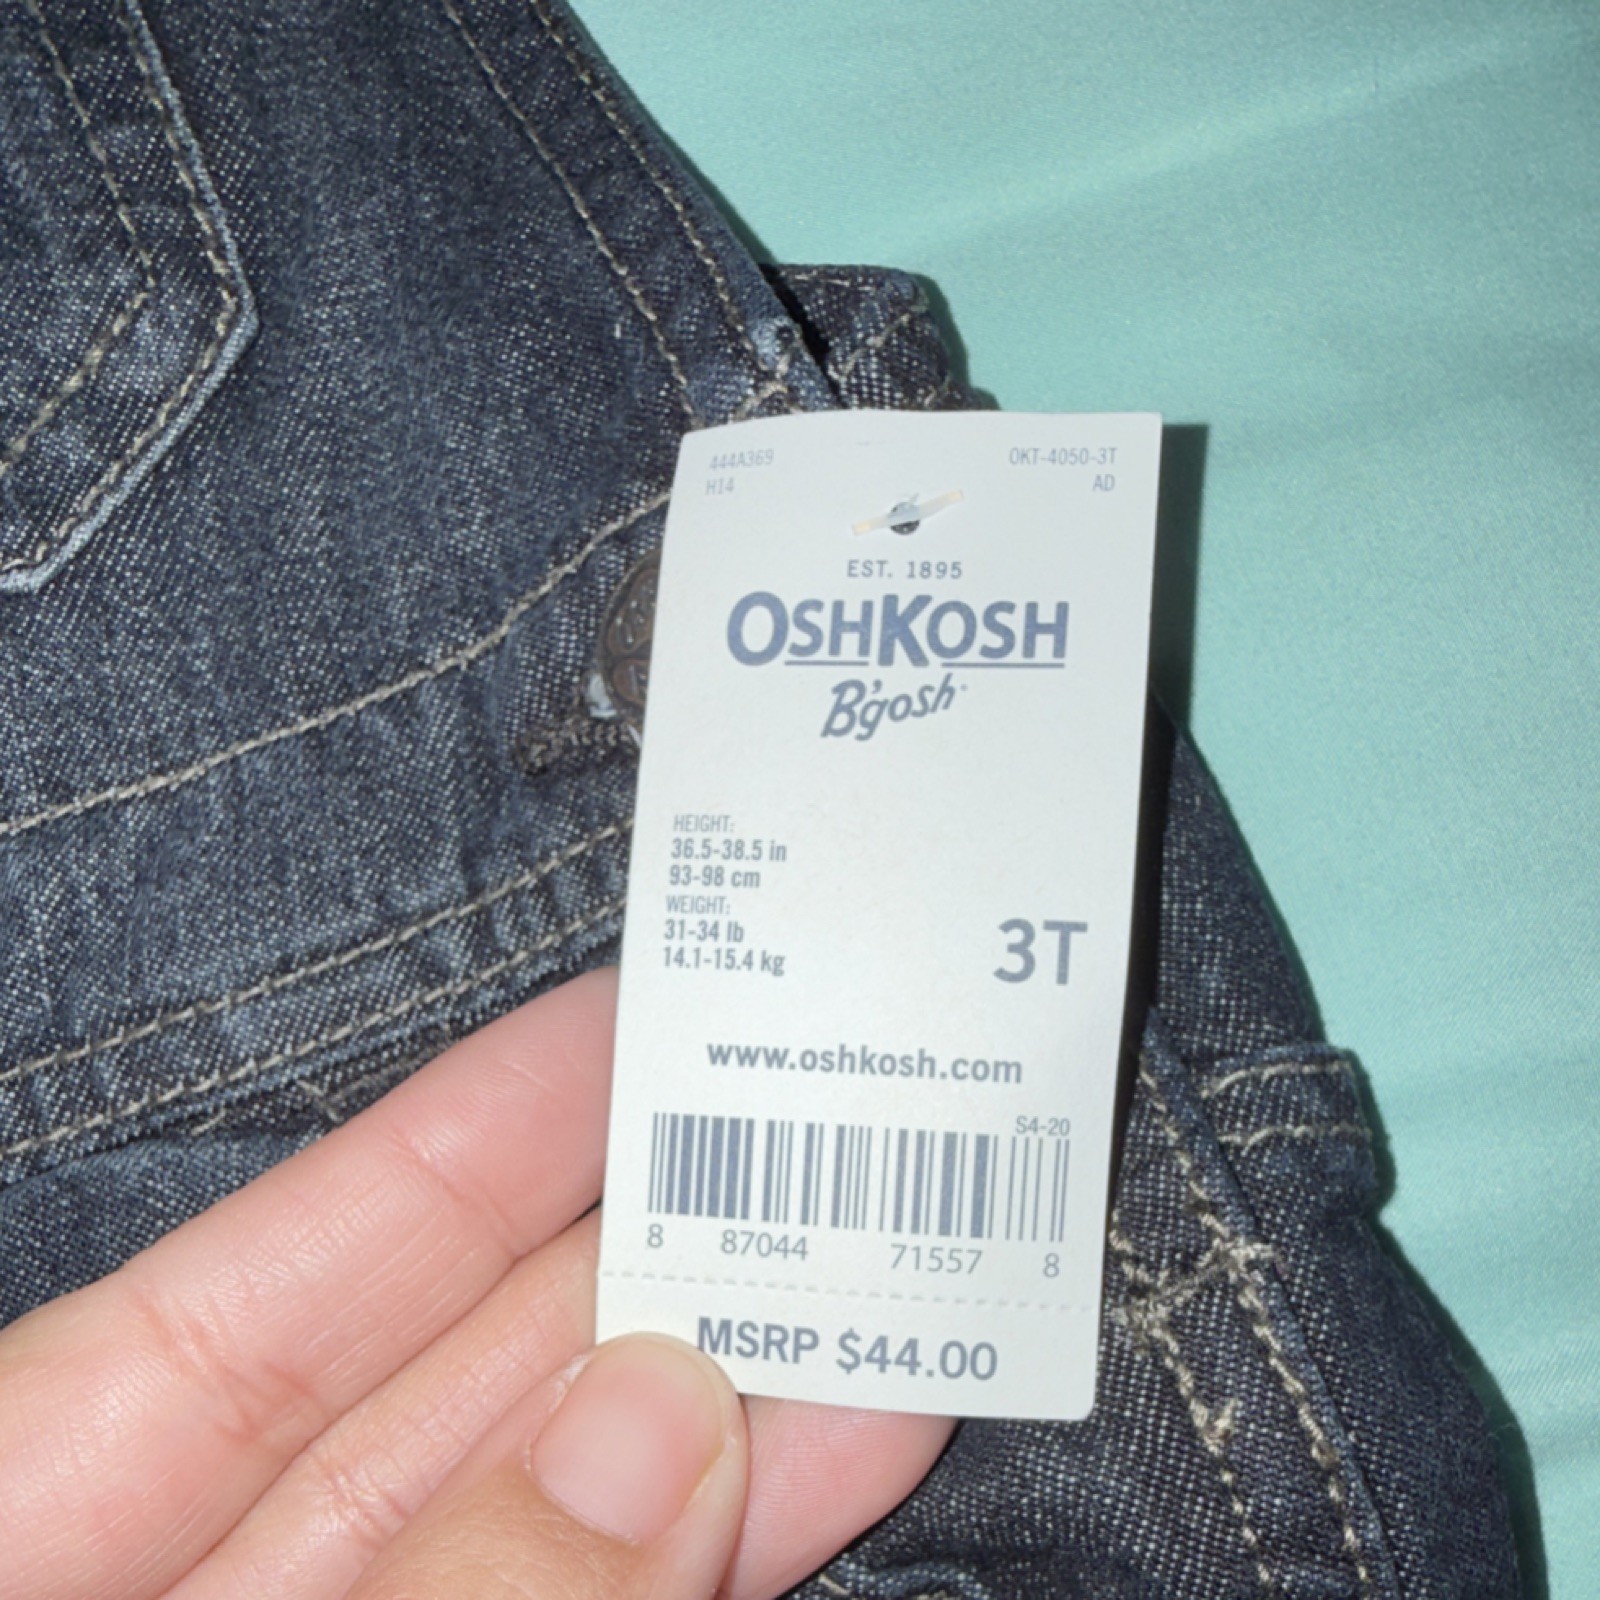 444A369
OKT-4050-3T
H14
AD
EST. 1895
OSHKOSH
B'gosh
HEIGHT:
36.5-38.5 in
93-98 cm
WEIGHT:
31-34 lb
14.1-15.4 kg
3T
www.oshkosh.com
S4-20
8 87044 71557 8
MSRP $44.00